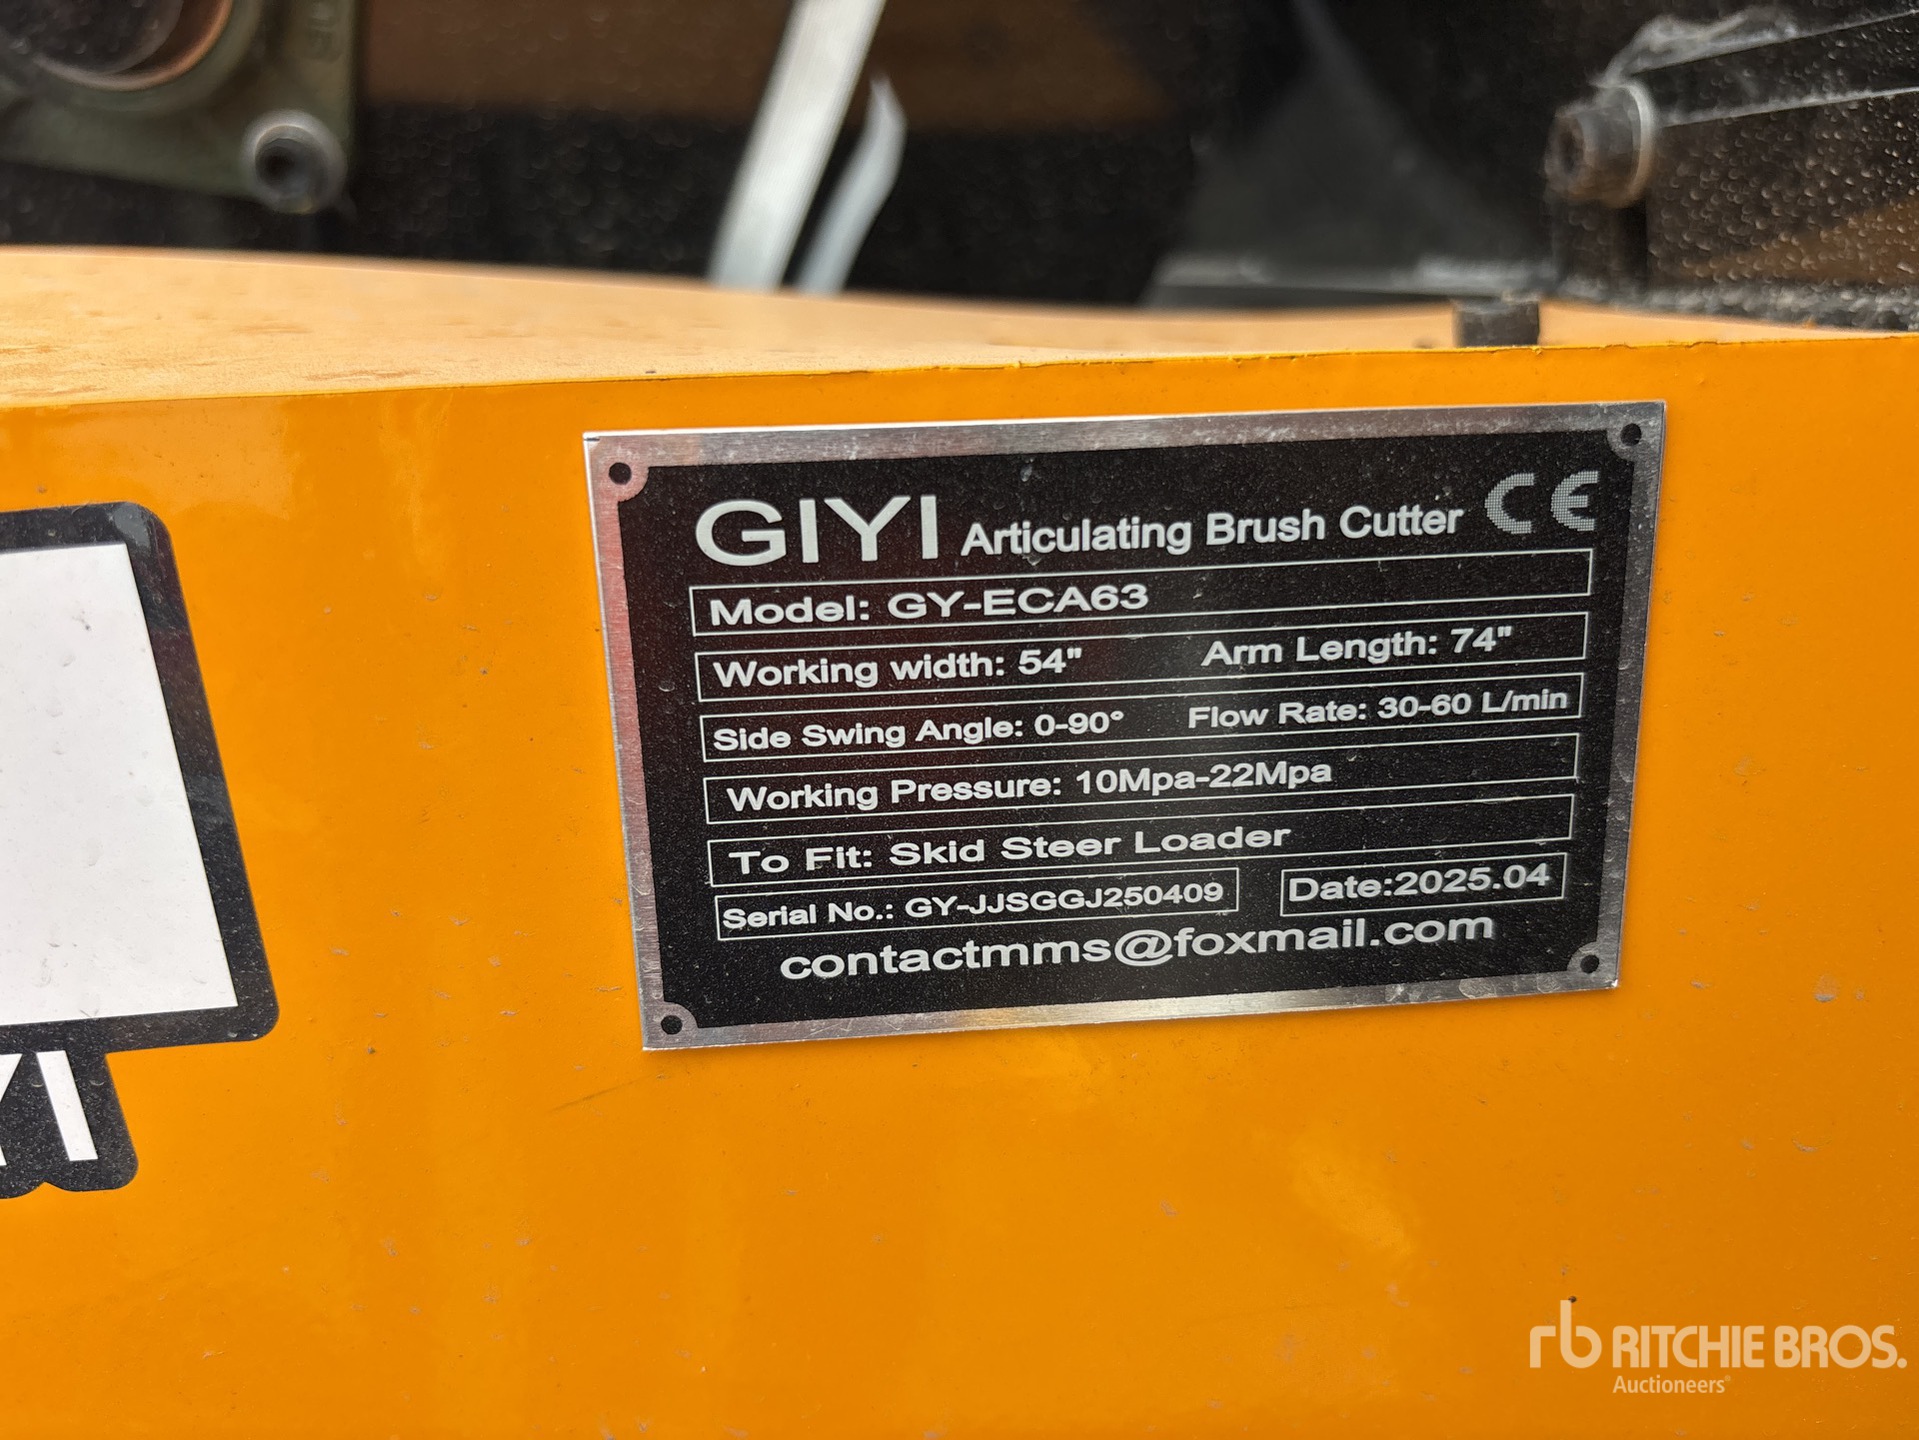 GIYI Articulating Brush Cutter CE
Model: GY-ECA63
Working width: 54" Arm Length: 74"
Side Swing Angle: 0-90° Flow Rate: 30-60 L/min
Working Pressure: 10Mpa-22Mpa
To Fit: Skid Steer Loader
Serial No.: GY-JJSGGJ250409 Date:2025.04
contactmms@foxmail.com
YI
rb RITCHIE BROS.
Auctioneers